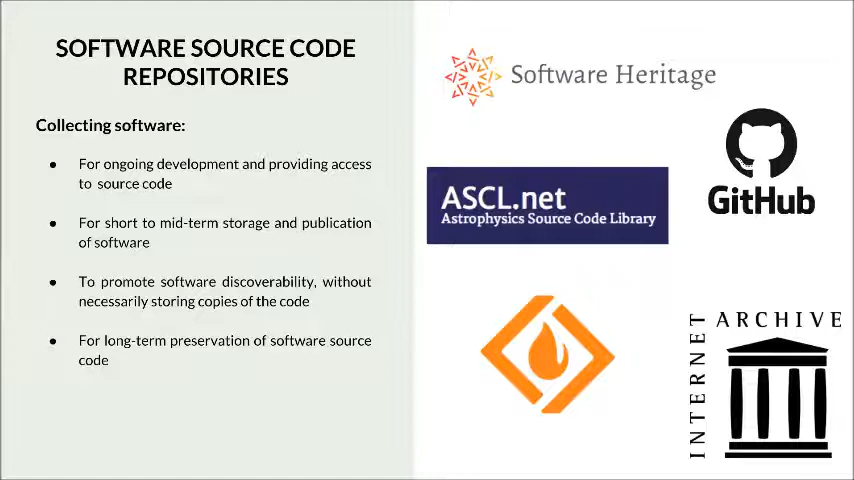 SOFTWARE SOURCE CODE
REPOSITORIES
Collecting software:
● For ongoing development and providing access
to source code
● For short to mid-term storage and publication
of software
● To promote software discoverability, without
necessarily storing copies of the code
● For long-term preservation of software source
code
Software Heritage
GitHub
ASCL.net
Astrophysics Source Code Library
INTERNET
ARCHIVE